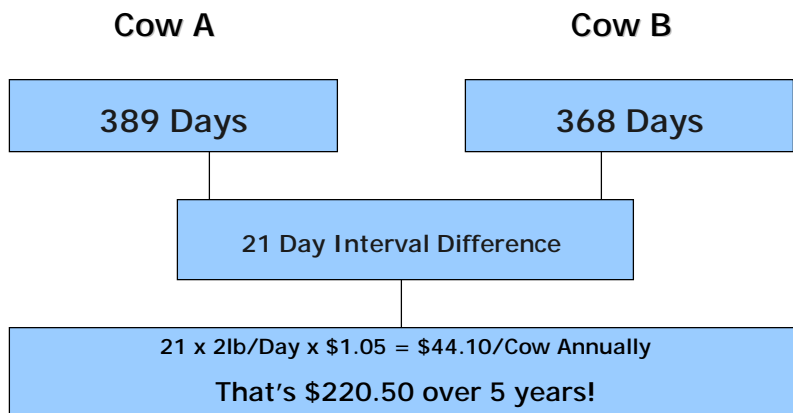 Cow A
Cow B
389 Days
368 Days
21 Day Interval Difference
21 x 2lb/Day x $1.05 = $44.10/Cow Annually
That's $220.50 over 5 years!